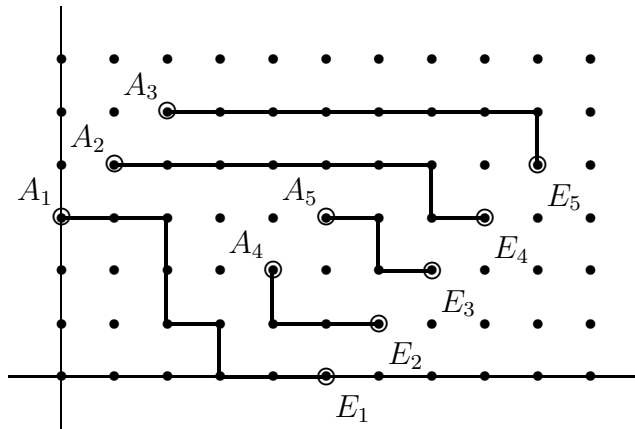 A₃
A₂
A₁ A₅ E₅
A₄ E₄
E₃
E₂
E₁